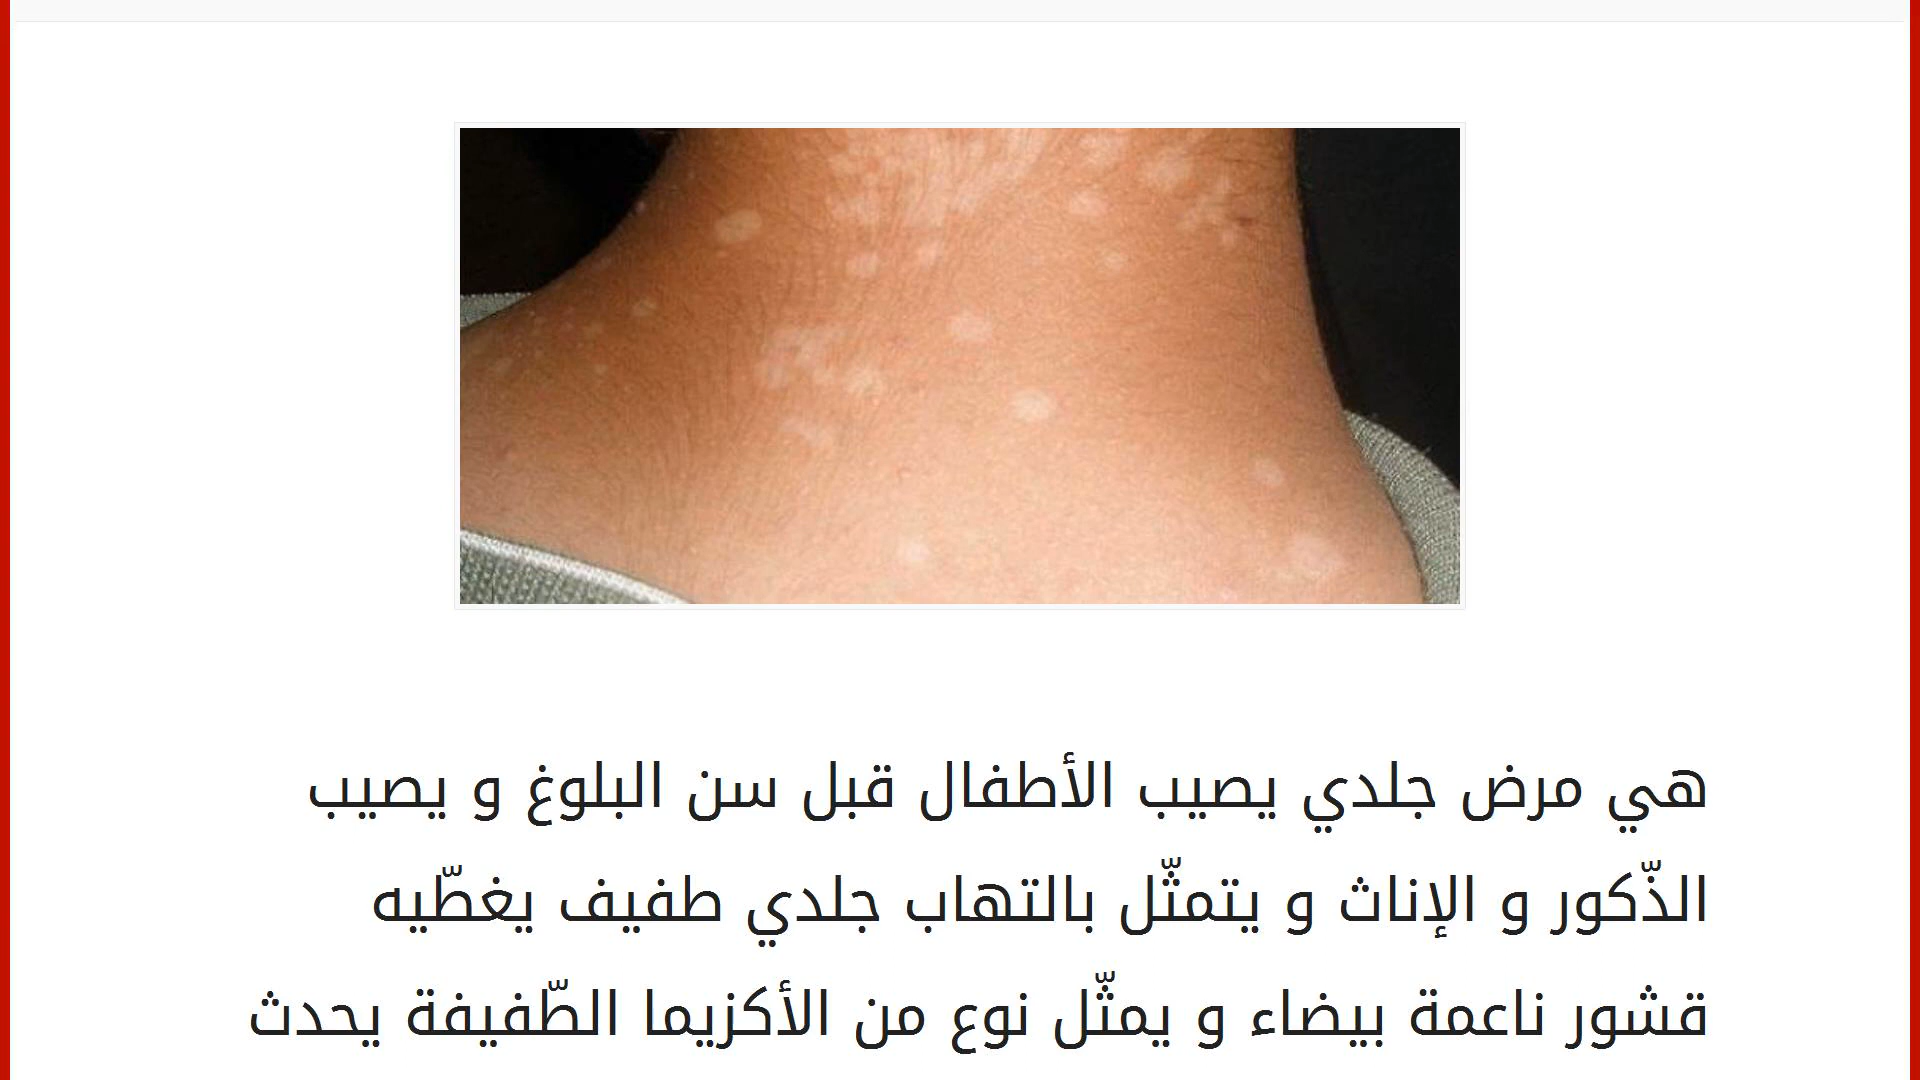 هي مرض جلدي يصيب الأطفال قبل سن البلوغ و يصيب
الذّكور و الإناث و يتمثّل بالتهاب جلدي طفيف يغطّيه
قشور ناعمة بيضاء و يمثّل نوع من الأكزيما الطّفيفة يحدث